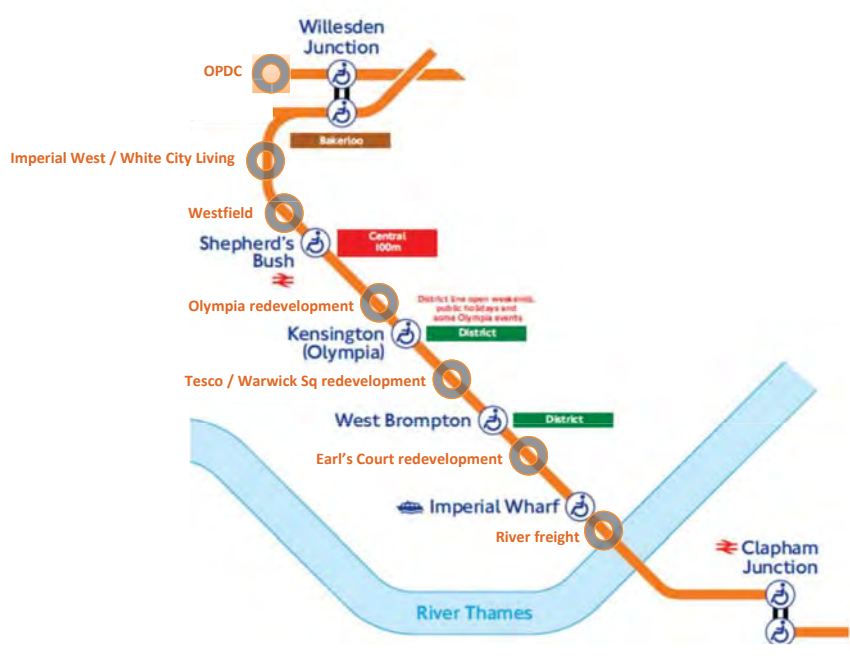 Willesden
Junction
OPDC
Bakerloo
Imperial West / White City Living
Westfield
Shepherd's
Bush
Central
100m
Olympia redevelopment
District line open weekends,
public holidays and
some Olympia events
Kensington
(Olympia)
District
Tesco / Warwick Sq redevelopment
West Brompton
District
Earl's Court redevelopment
Imperial Wharf
River freight
Clapham
Junction
River Thames